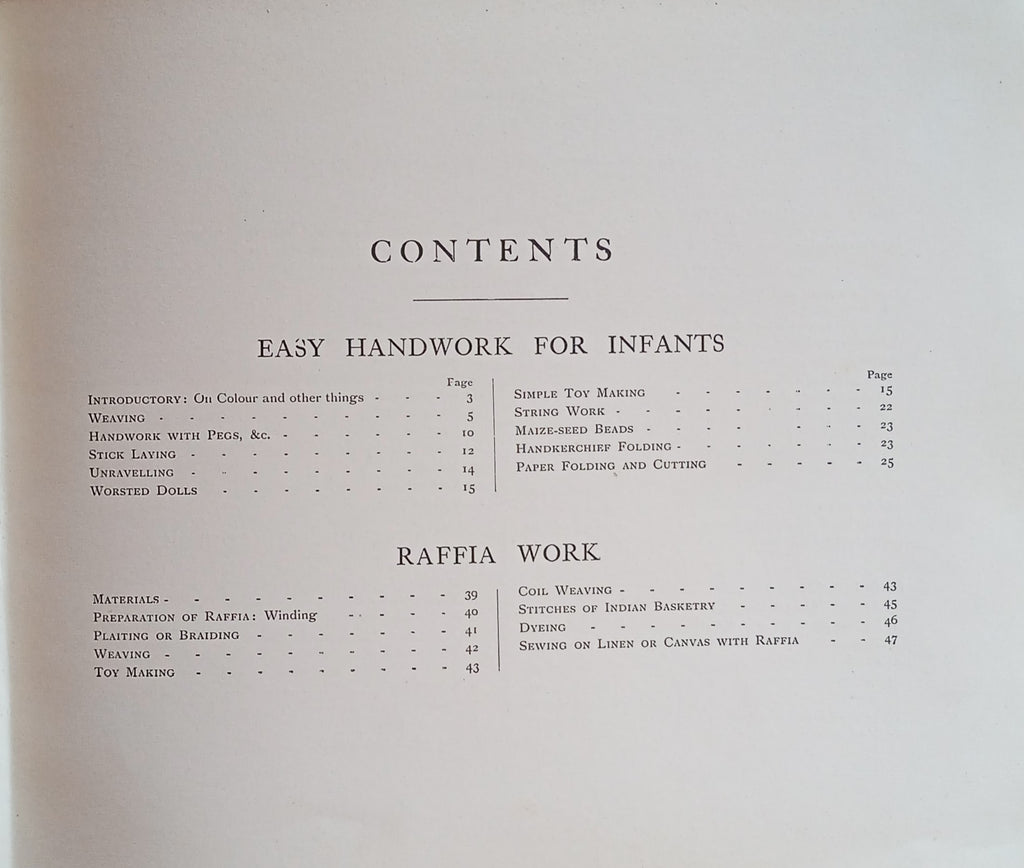 CONTENTS
EASY HANDWORK FOR INFANTS
Page
INTRODUCTORY: On Colour and other things - - - 3
WEAVING - - - - - - - - - - 5
HANDWORK WITH PEGS, &c. - - - - - - 10
STICK LAYING - - - - - - - - - 12
UNRAVELLING - - - - - - - - - 14
WORSTED DOLLS - - - - - - - - 15
Page
SIMPLE TOY MAKING - - - - - - - 15
STRING WORK - - - - - - - - - 22
MAIZE-SEED BEADS - - - - - - - 23
HANDKERCHIEF FOLDING - - - - - - - 23
PAPER FOLDING AND CUTTING - - - - - 25
RAFFIA WORK
MATERIALS - - - - - - - - - - 39
PREPARATION OF RAFFIA: Winding - - - - 40
PLAITING OR BRAIDING - - - - - - - 41
WEAVING - - - - - - - - - - 42
TOY MAKING - - - - - - - - - 43
COIL WEAVING - - - - - - - - - 43
STITCHES OF INDIAN BASKETRY - - - - - 45
DYEING - - - - - - - - - - 46
SEWING ON LINEN OR CANVAS WITH RAFFIA - - 47